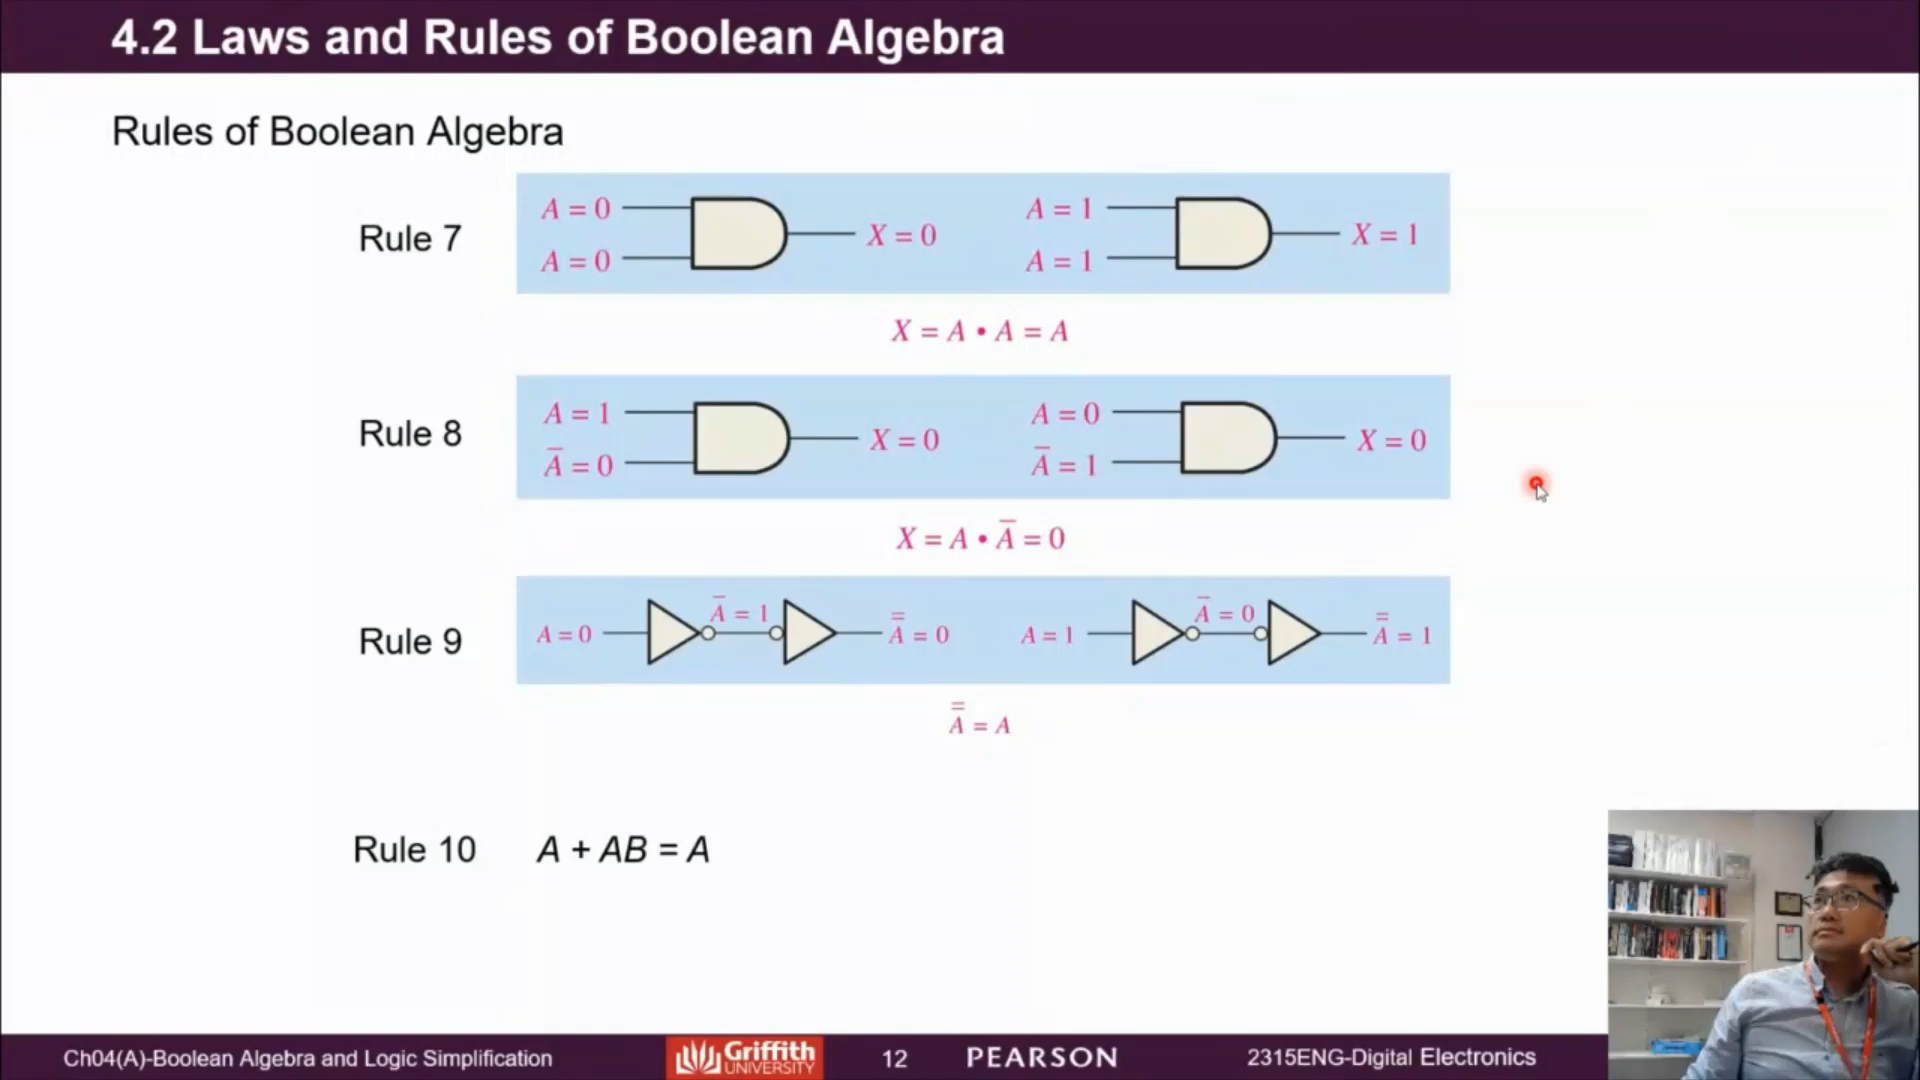 4.2 Laws and Rules of Boolean Algebra
Rules of Boolean Algebra
Rule 7
A = 0
A = 0
X = 0
A = 1
A = 1
X = 1
X = A • A = A
Rule 8
A = 1
A̅ = 0
X = 0
A = 0
A̅ = 1
X = 0
X = A • A̅ = 0
Rule 9
A = 0
A̅ = 1
A̿ = 0
A = 1
A̅ = 0
A̿ = 1
A̿ = A
Rule 10 A + AB = A
Ch04(A)-Boolean Algebra and Logic Simplification
Griffith
UNIVERSITY
12
PEARSON
2315ENG-Digital Electronics